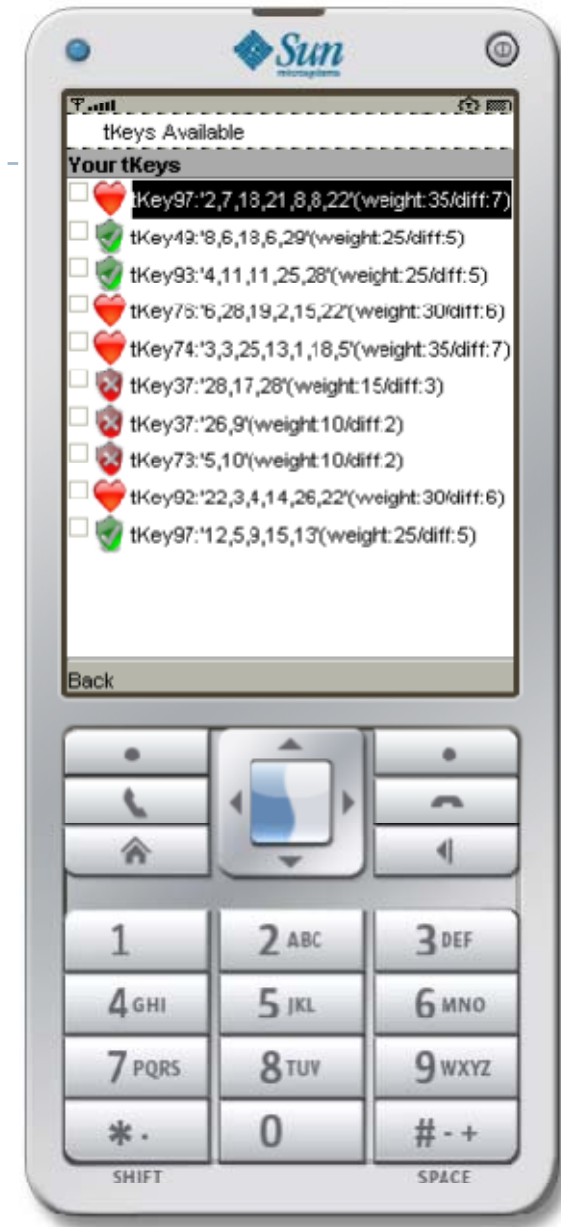 Sun
microsystems
tKeys Available
Your tKeys
tKey97:'2,7,18,21,8,8,22'(weight:35/diff:7)
tKey49:'8,6,18,6,29'(weight:25/diff:5)
tKey93:'4,11,11,25,28'(weight:25/diff:5)
tKey76:'6,28,19,2,15,22'(weight:30/diff:6)
tKey74:'3,3,25,13,1,18,5'(weight:35/diff:7)
tKey37:'28,17,28'(weight:15/diff:3)
tKey37:'26,9'(weight:10/diff:2)
tKey73:'5,10'(weight:10/diff:2)
tKey92:'22,3,4,14,26,22'(weight:30/diff:6)
tKey97:'12,5,9,15,13'(weight:25/diff:5)
Back
1 2 ABC 3 DEF
4 GHI 5 JKL 6 MNO
7 PQRS 8 TUV 9 WXYZ
* . 0 # - +
SHIFT SPACE